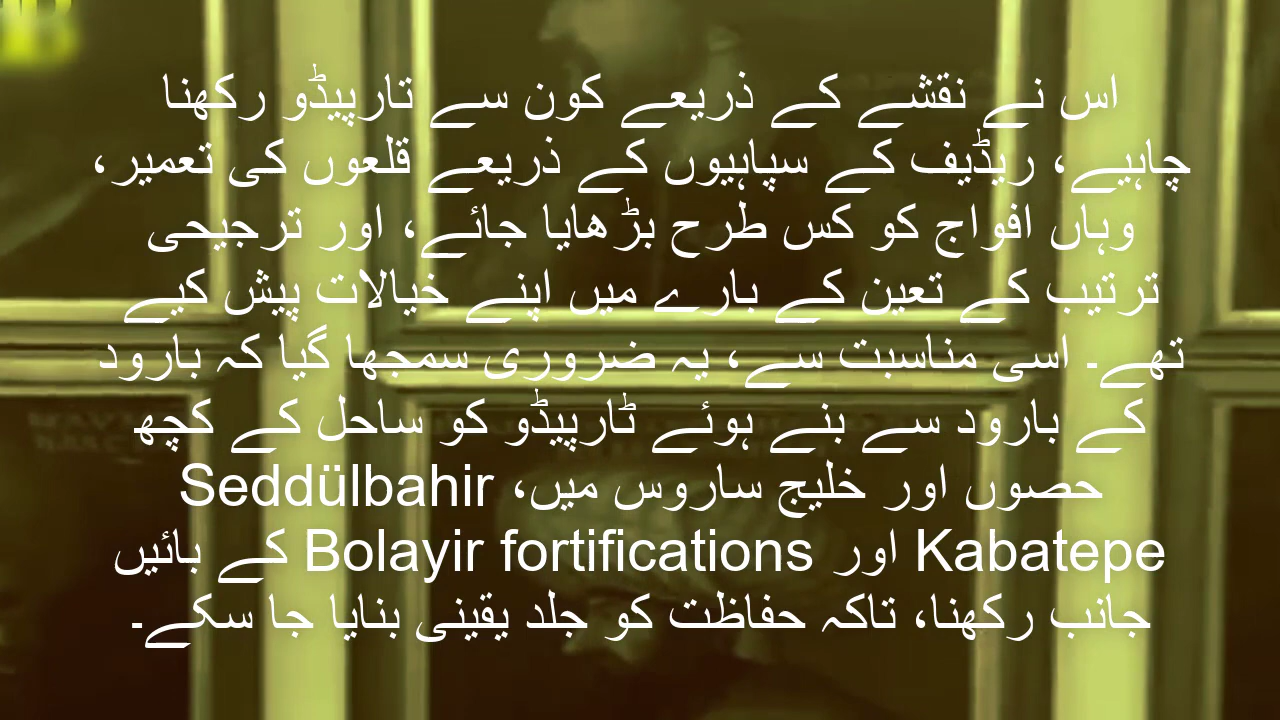 اس نے نقشے کے ذریعے کون سے تارپیڈو رکھنا
چاہیے، ریڈیف کے سپاہیوں کے ذریعے قلعوں کی تعمیر،
وہاں افواج کو کس طرح بڑھایا جائے، اور ترجیحی
ترتیب کے تعین کے بارے میں اپنے خیالات پیش کیے
تھے۔ اسی مناسبت سے، یہ ضروری سمجھا گیا کہ بارود
کے بارود سے بنے ہوئے ٹارپیڈو کو ساحل کے کچھ
حصوں اور خلیج ساروس میں، Seddülbahir
Kabatepe اور Bolayir fortifications کے بائیں
جانب رکھنا، تاکہ حفاظت کو جلد یقینی بنایا جا سکے۔